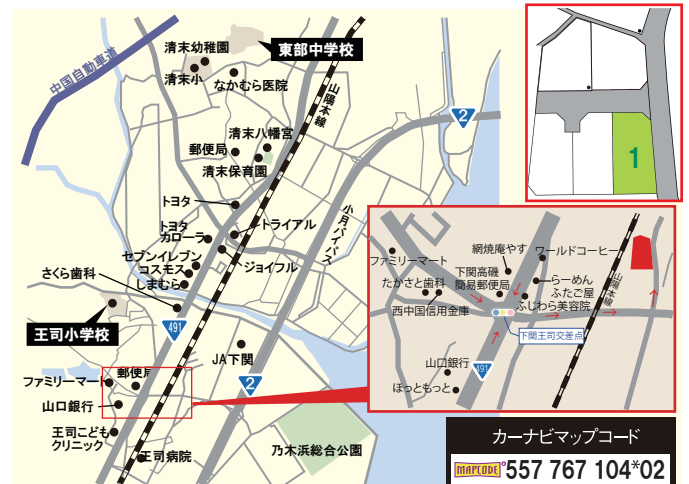 清末幼稚園
東部中学校
清末小
なかむら医院
中国自動車道
山陽本線
2
清末八幡宮
郵便局
清末保育園
トヨタ
トライアル
トヨタ
カローラ
小月バイパス
セブンイレブン
コスモス
ジョイフル
さくら歯科
しまむら
王司小学校
491
JA下関
2
郵便局
ファミリーマート
山口銀行
王司こども
クリニック
王司病院
乃木浜総合公園
1
網焼庵やす
ファミリーマート
ワールドコーヒー
下関高磯
簡易郵便局
たかさと歯科
らーめん
ふたご屋
西中国信用金庫
ふじわら美容院
山陽本線
下関王司交差点
山口銀行
491
ほっともっと
カーナビマップコード
MAPCODE 557 767 104*02